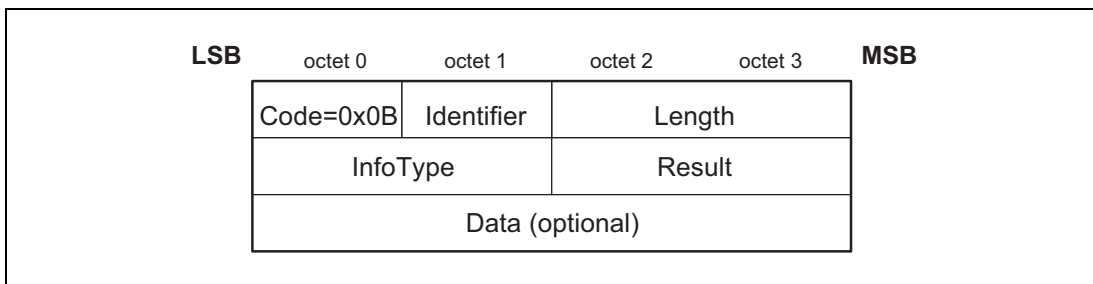 LSB octet 0 octet 1 octet 2 octet 3 MSB
Code=0x0B Identifier Length
InfoType Result
Data (optional)